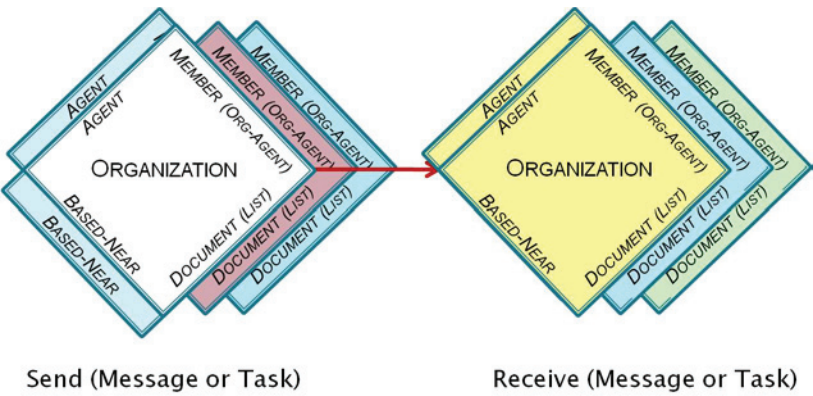 AGENT
AGENT
MEMBER (ORG-AGENT)
MEMBER (ORG-AGENT)
MEMBER (ORG-AGENT)
ORGANIZATION
BASED-NEAR
BASED-NEAR
DOCUMENT (LIST)
DOCUMENT (LIST)
DOCUMENT (LIST)
AGENT
AGENT
MEMBER (ORG-AGENT)
MEMBER (ORG-AGENT)
MEMBER (ORG-AGENT)
ORGANIZATION
BASED-NEAR
DOCUMENT (LIST)
DOCUMENT (LIST)
DOCUMENT (LIST)
Send (Message or Task)
Receive (Message or Task)